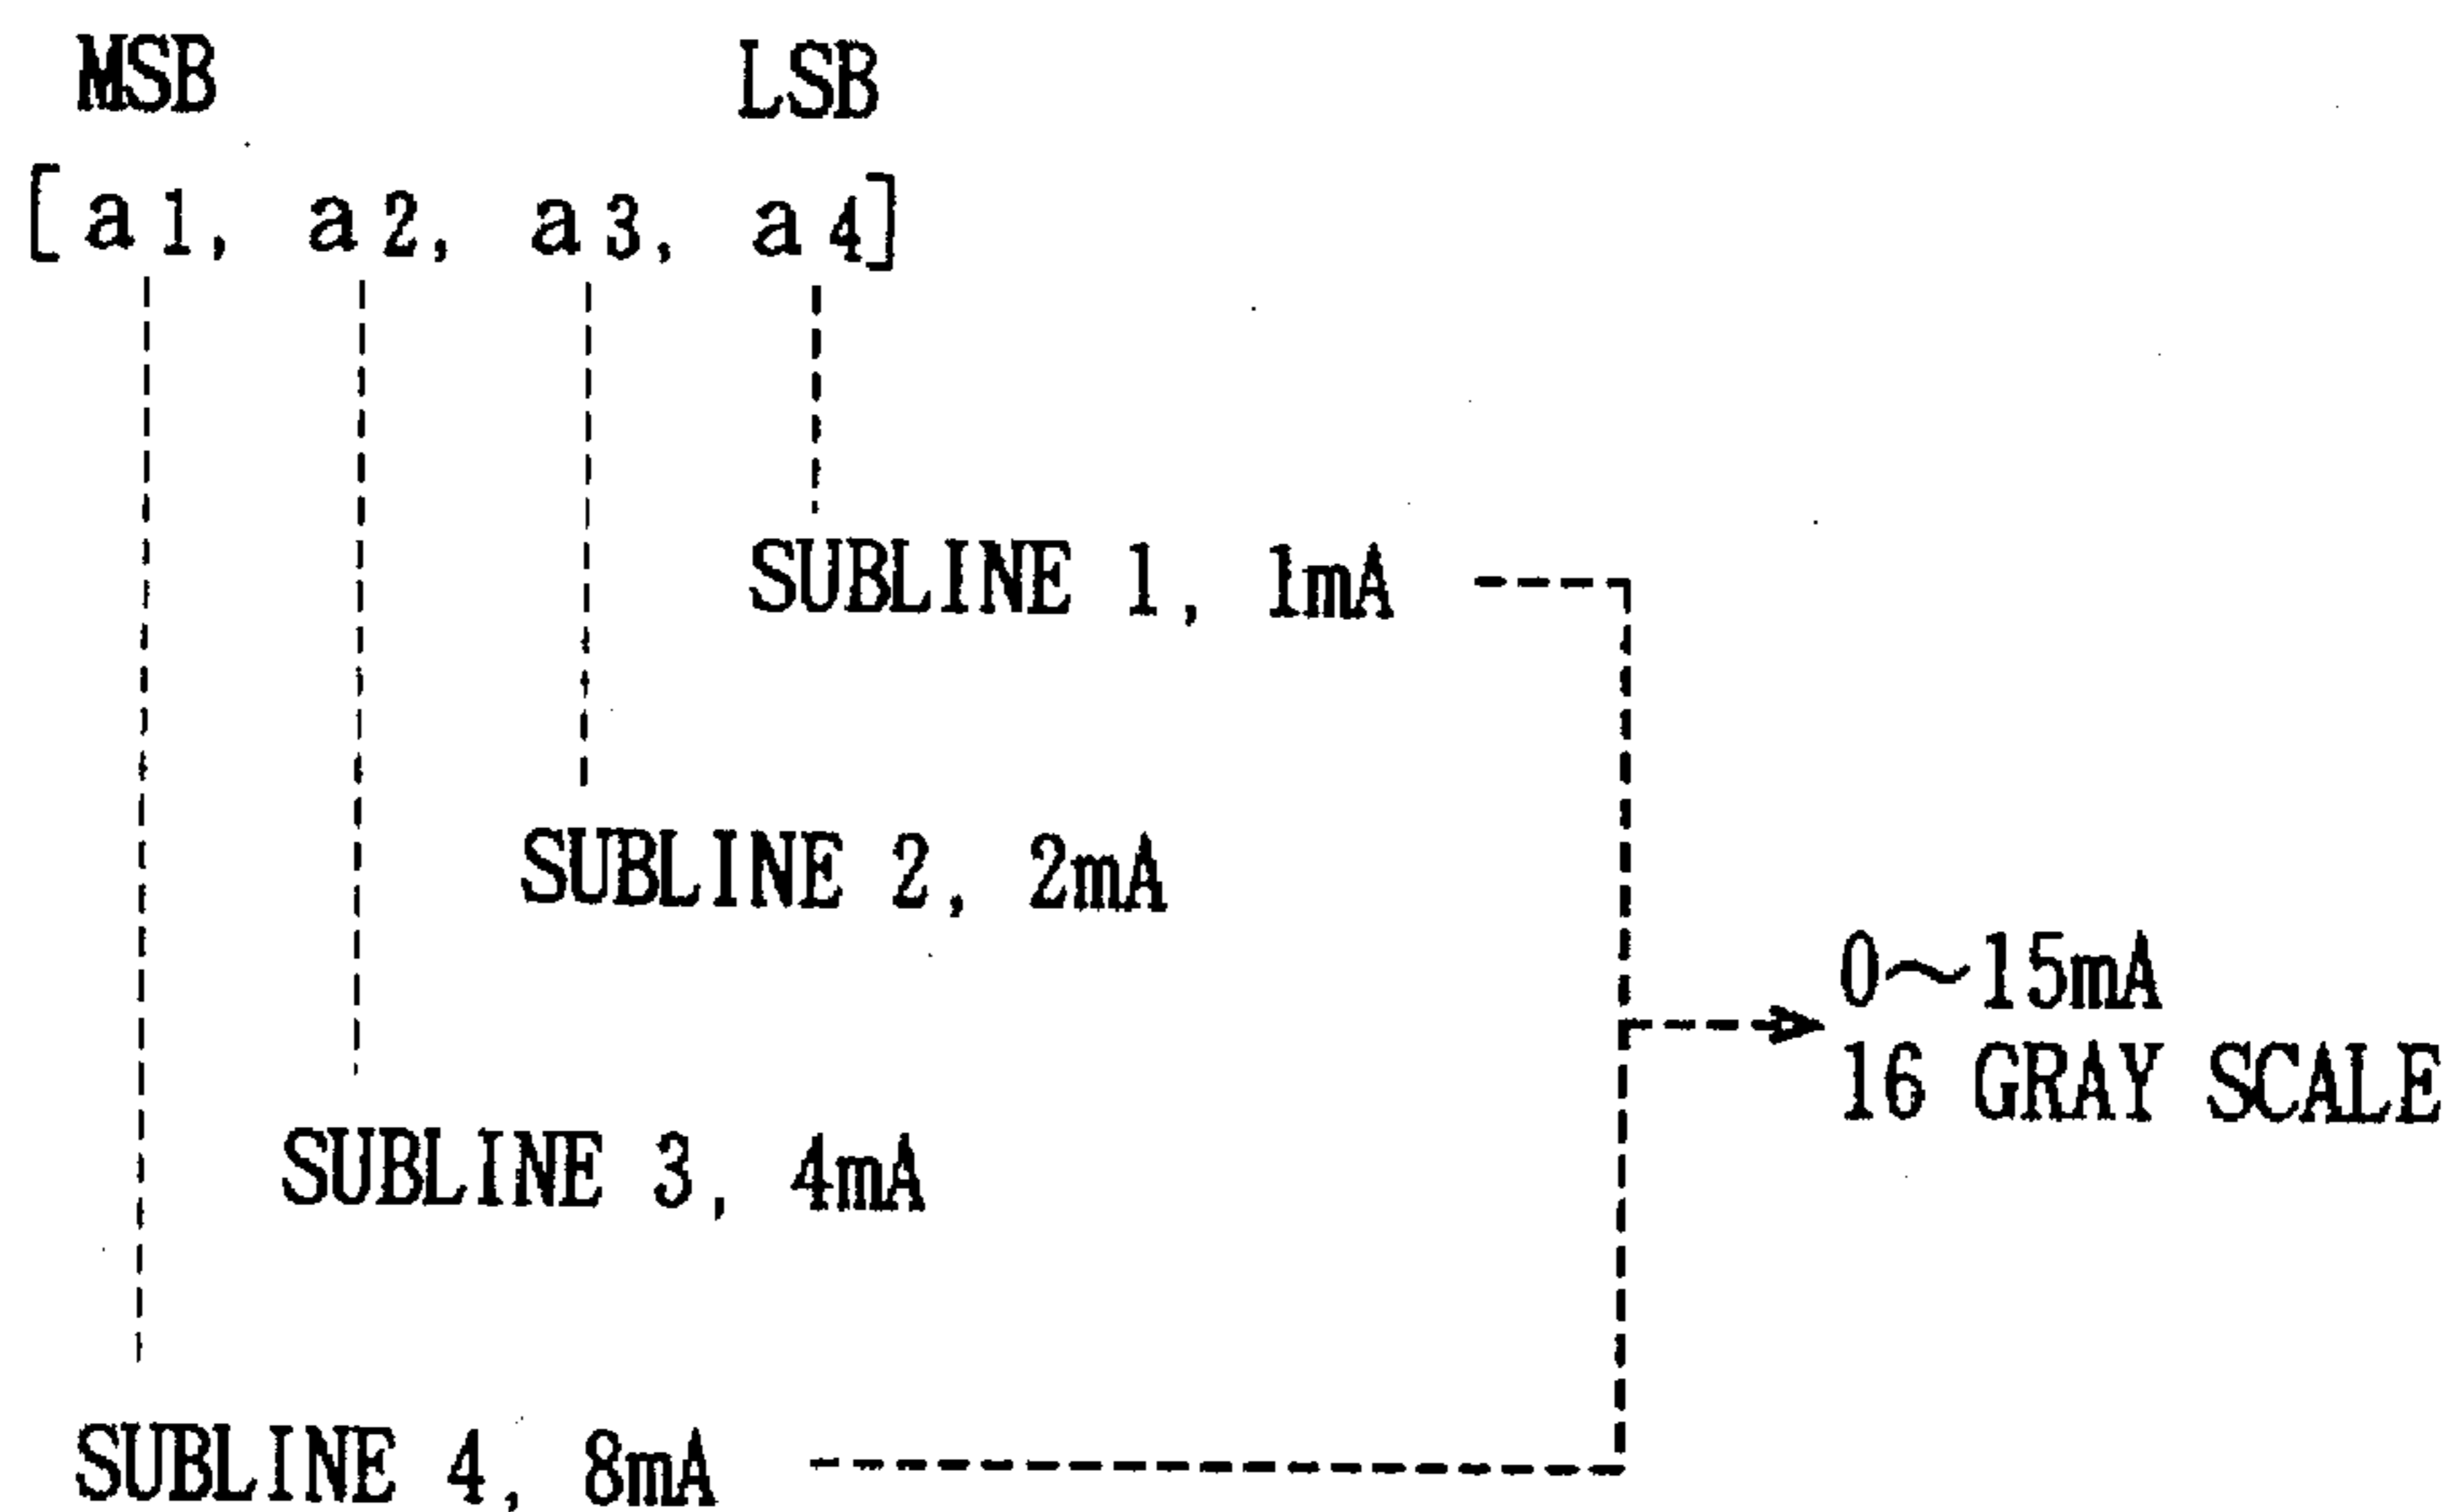 MSB LSB
[a1, a2, a3, a4]
SUBLINE 1, 1mA
SUBLINE 2, 2mA
0~15mA
16 GRAY SCALE
SUBLINE 3, 4mA
SUBLINE 4, 8mA